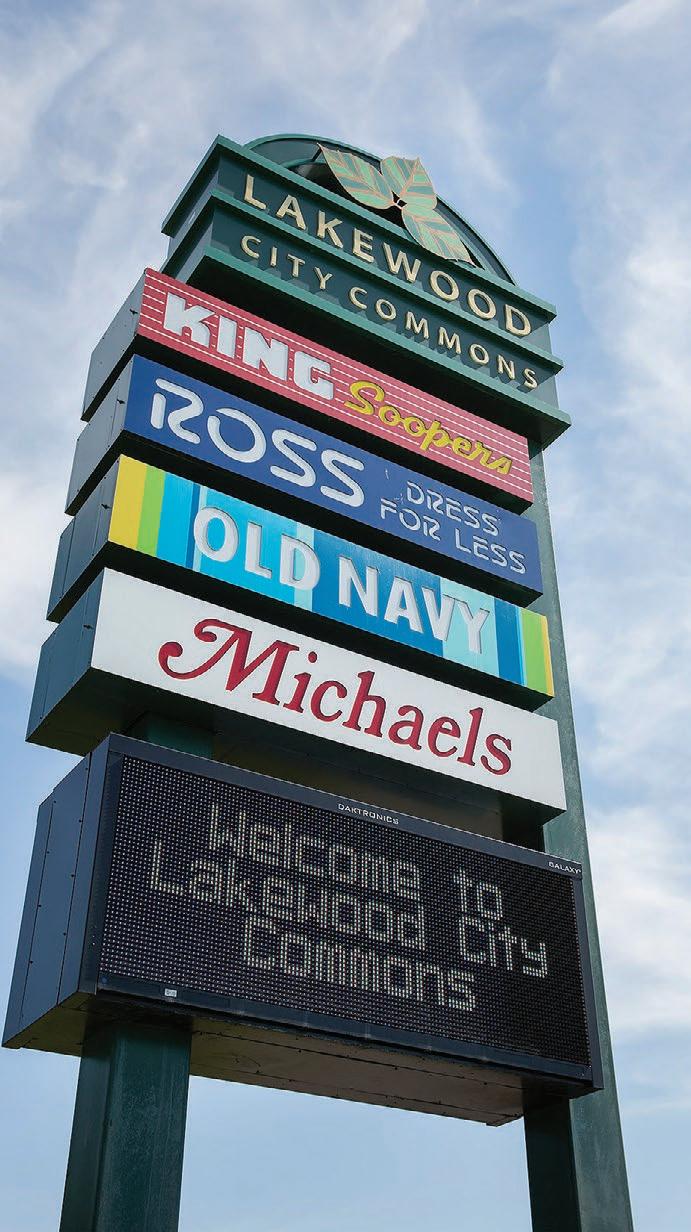 LAKEWOOD
CITY COMMONS
KING Soopers
ROSS DRESS
FOR LESS
OLD NAVY
Michaels
DAKTRONICS
GALAXY
Welcome to
Lakewood City
Commons